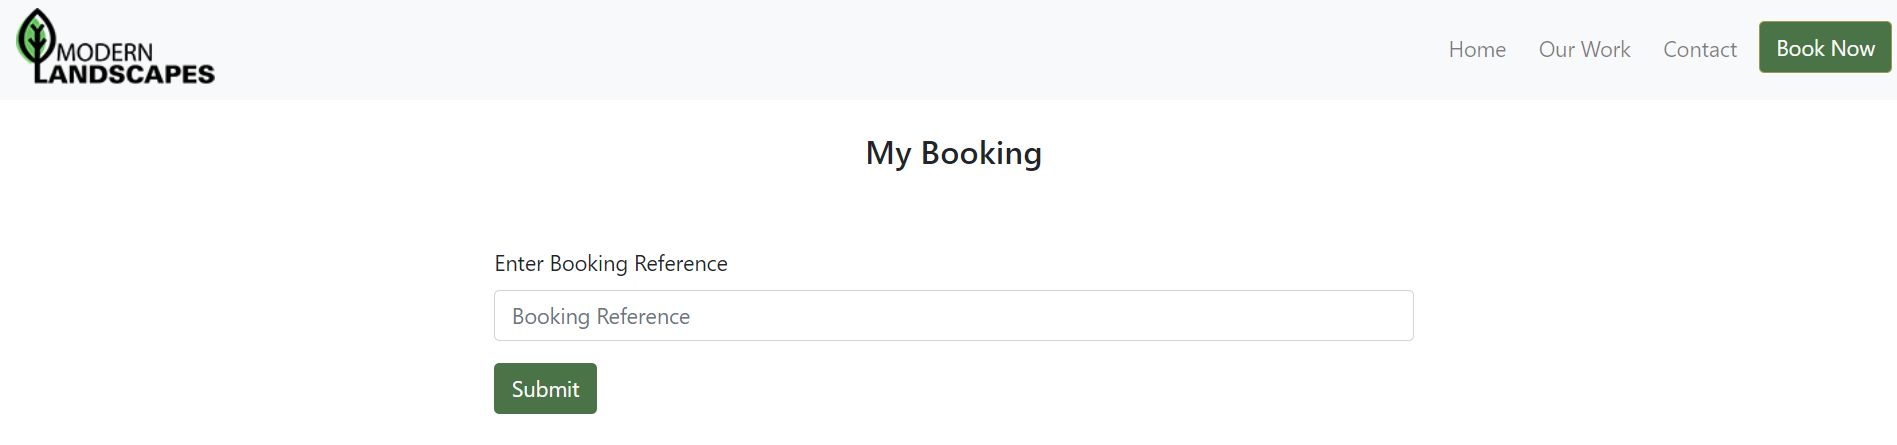 MODERN
LANDSCAPES
Home Our Work Contact Book Now
My Booking
Enter Booking Reference
Booking Reference
Submit